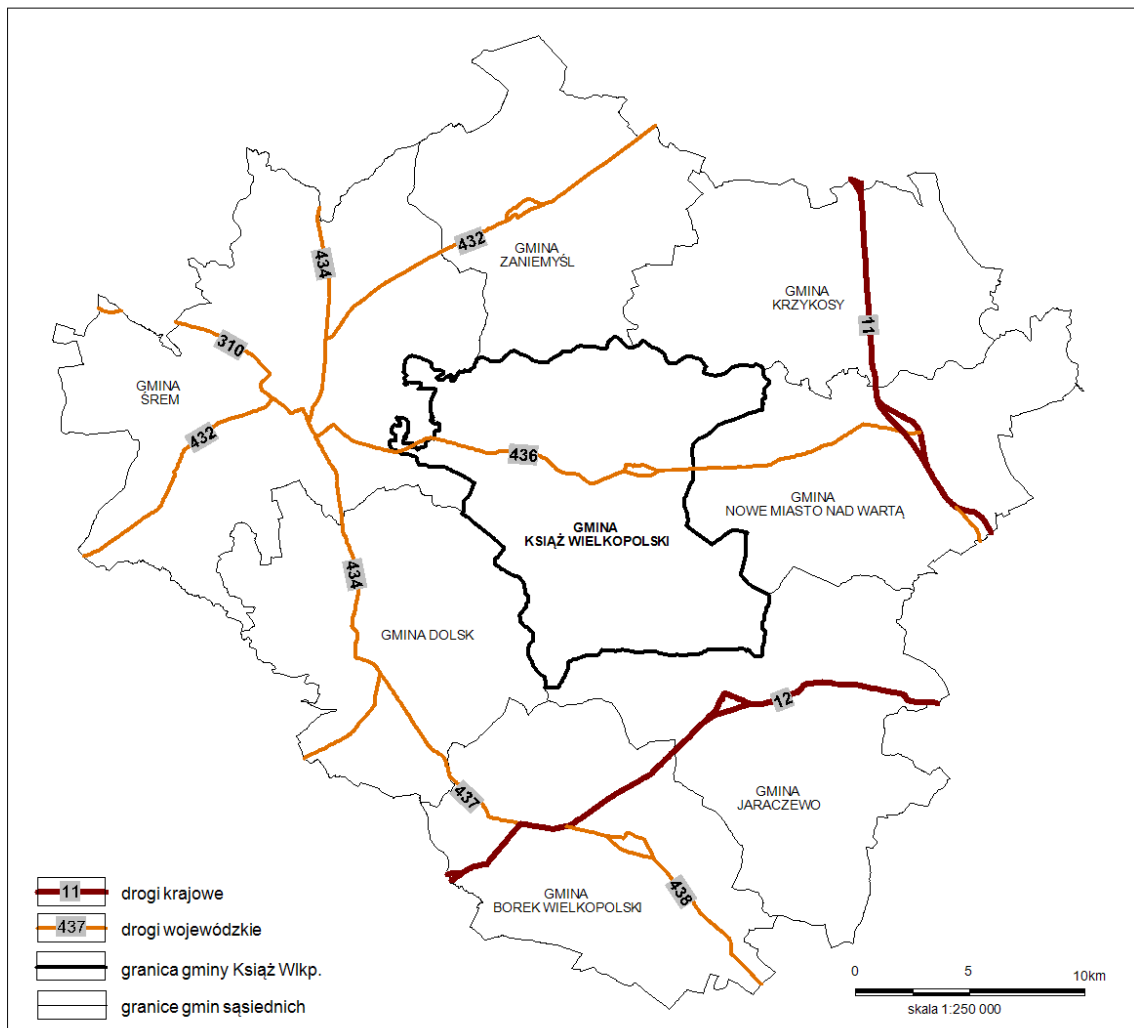 432
GMINA
ZANIEMYŚL
434
GMINA
KRZYKOSY
11
310
GMINA
ŚREM
432
436
GMINA
NOWE MIASTO NAD WARTĄ
GMINA
KSIĄŻ WIELKOPOLSKI
434
GMINA DOLSK
12
437
GMINA
JARACZEWO
GMINA
BOREK WIELKOPOLSKI
438
11 drogi krajowe
437 drogi wojewódzkie
granica gminy Książ Wlkp.
granice gmin sąsiednich
0 5 10km
skala 1:250 000